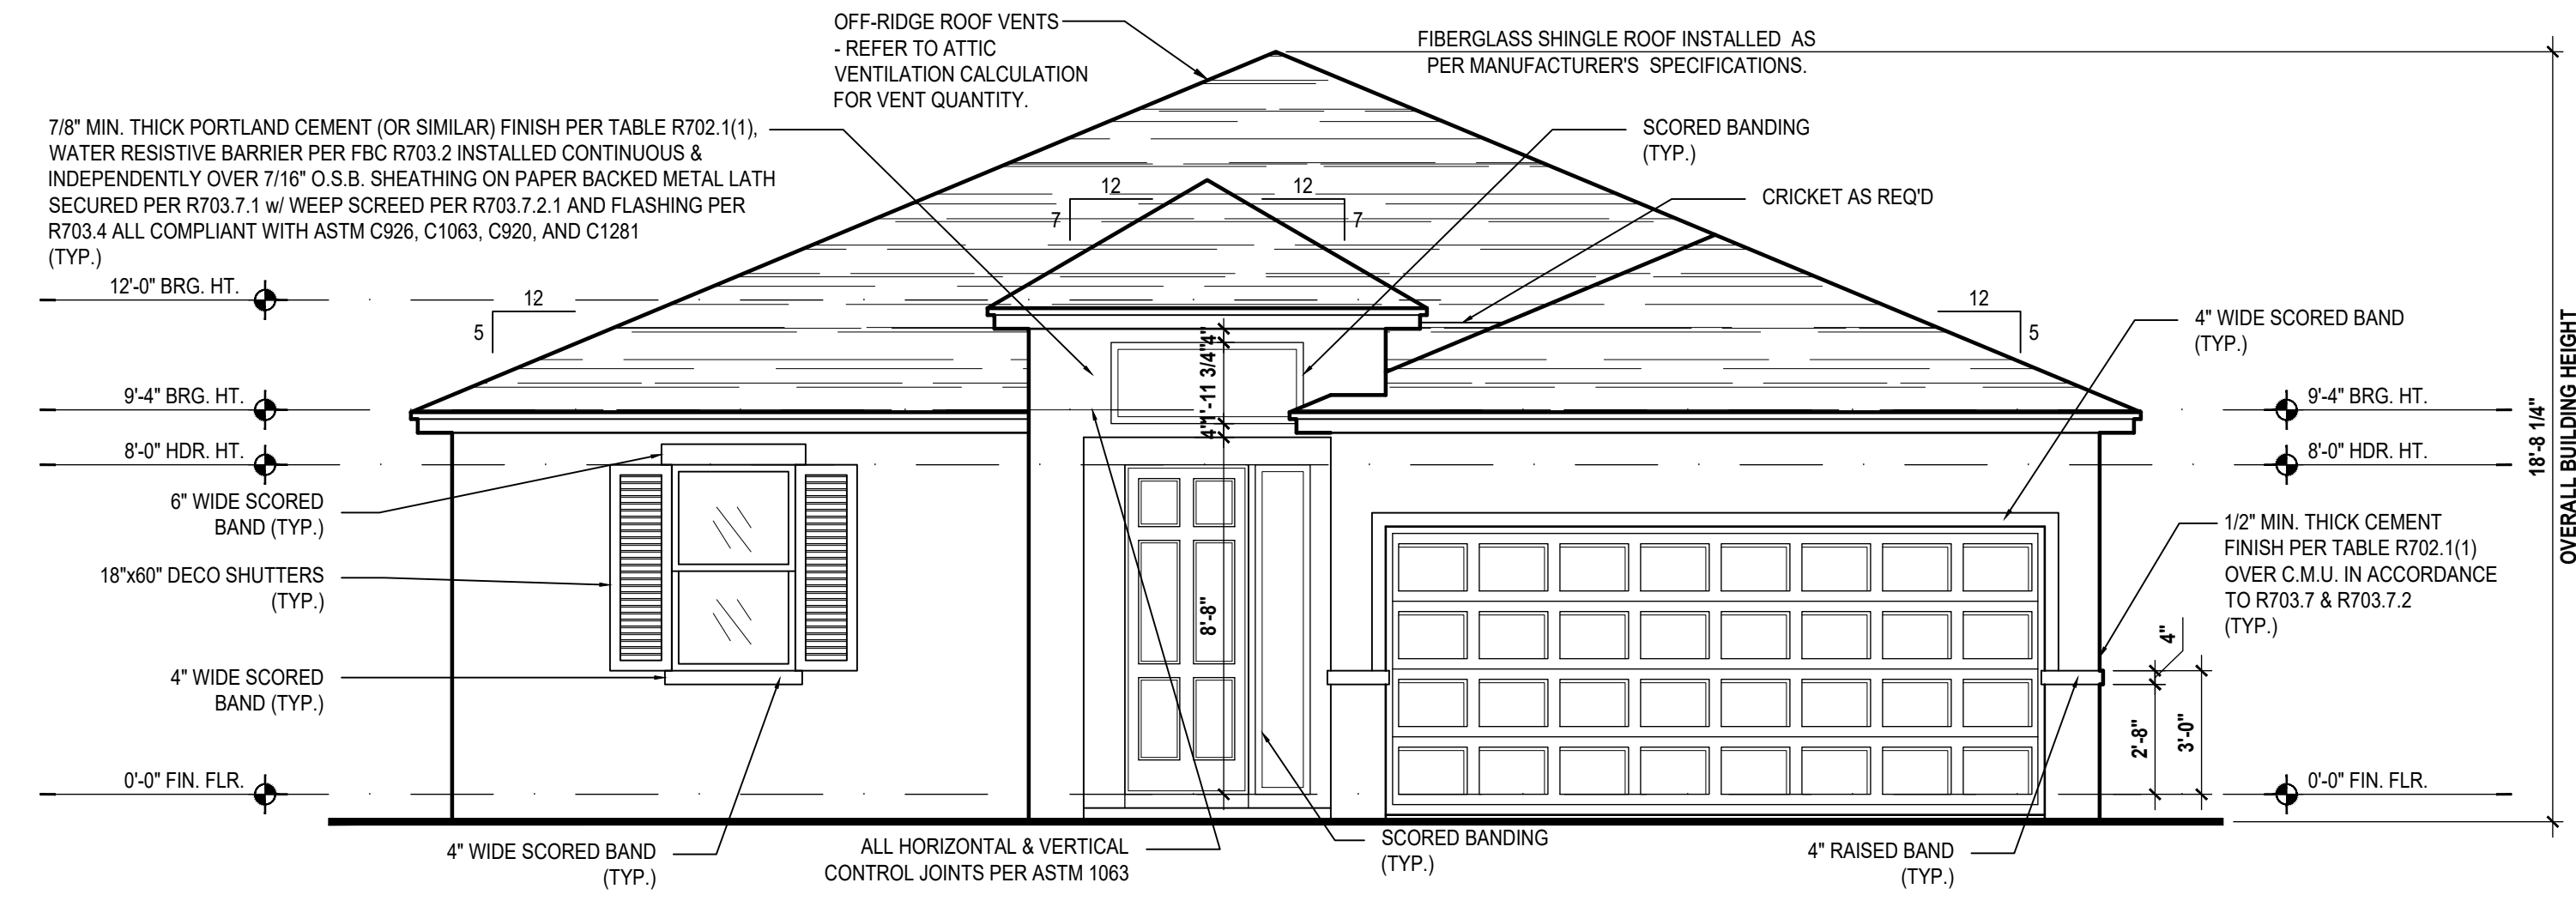 OFF-RIDGE ROOF VENTS
- REFER TO ATTIC
VENTILATION CALCULATION
FOR VENT QUANTITY.
FIBERGLASS SHINGLE ROOF INSTALLED AS
PER MANUFACTURER'S SPECIFICATIONS.
7/8" MIN. THICK PORTLAND CEMENT (OR SIMILAR) FINISH PER TABLE R702.1(1),
WATER RESISTIVE BARRIER PER FBC R703.2 INSTALLED CONTINUOUS &
INDEPENDENTLY OVER 7/16" O.S.B. SHEATHING ON PAPER BACKED METAL LATH
SECURED PER R703.7.1 w/ WEEP SCREED PER R703.7.2.1 AND FLASHING PER
R703.4 ALL COMPLIANT WITH ASTM C926, C1063, C920, AND C1281
(TYP.)
SCORED BANDING
(TYP.)
CRICKET AS REQ'D
12
7
12
7
12'-0" BRG. HT.
12
5
12
5
4" WIDE SCORED BAND
(TYP.)
9'-4" BRG. HT.
8'-0" HDR. HT.
6" WIDE SCORED
BAND (TYP.)
18"x60" DECO SHUTTERS
(TYP.)
4" WIDE SCORED
BAND (TYP.)
0'-0" FIN. FLR.
4" WIDE SCORED BAND
(TYP.)
4"
1'-11 3/4"
4"
8'-8"
ALL HORIZONTAL & VERTICAL
CONTROL JOINTS PER ASTM 1063
SCORED BANDING
(TYP.)
4" RAISED BAND
(TYP.)
9'-4" BRG. HT.
8'-0" HDR. HT.
1/2" MIN. THICK CEMENT
FINISH PER TABLE R702.1(1)
OVER C.M.U. IN ACCORDANCE
TO R703.7 & R703.7.2
(TYP.)
4"
2'-8"
3'-0"
0'-0" FIN. FLR.
18'-8 1/4"
OVERALL BUILDING HEIGHT